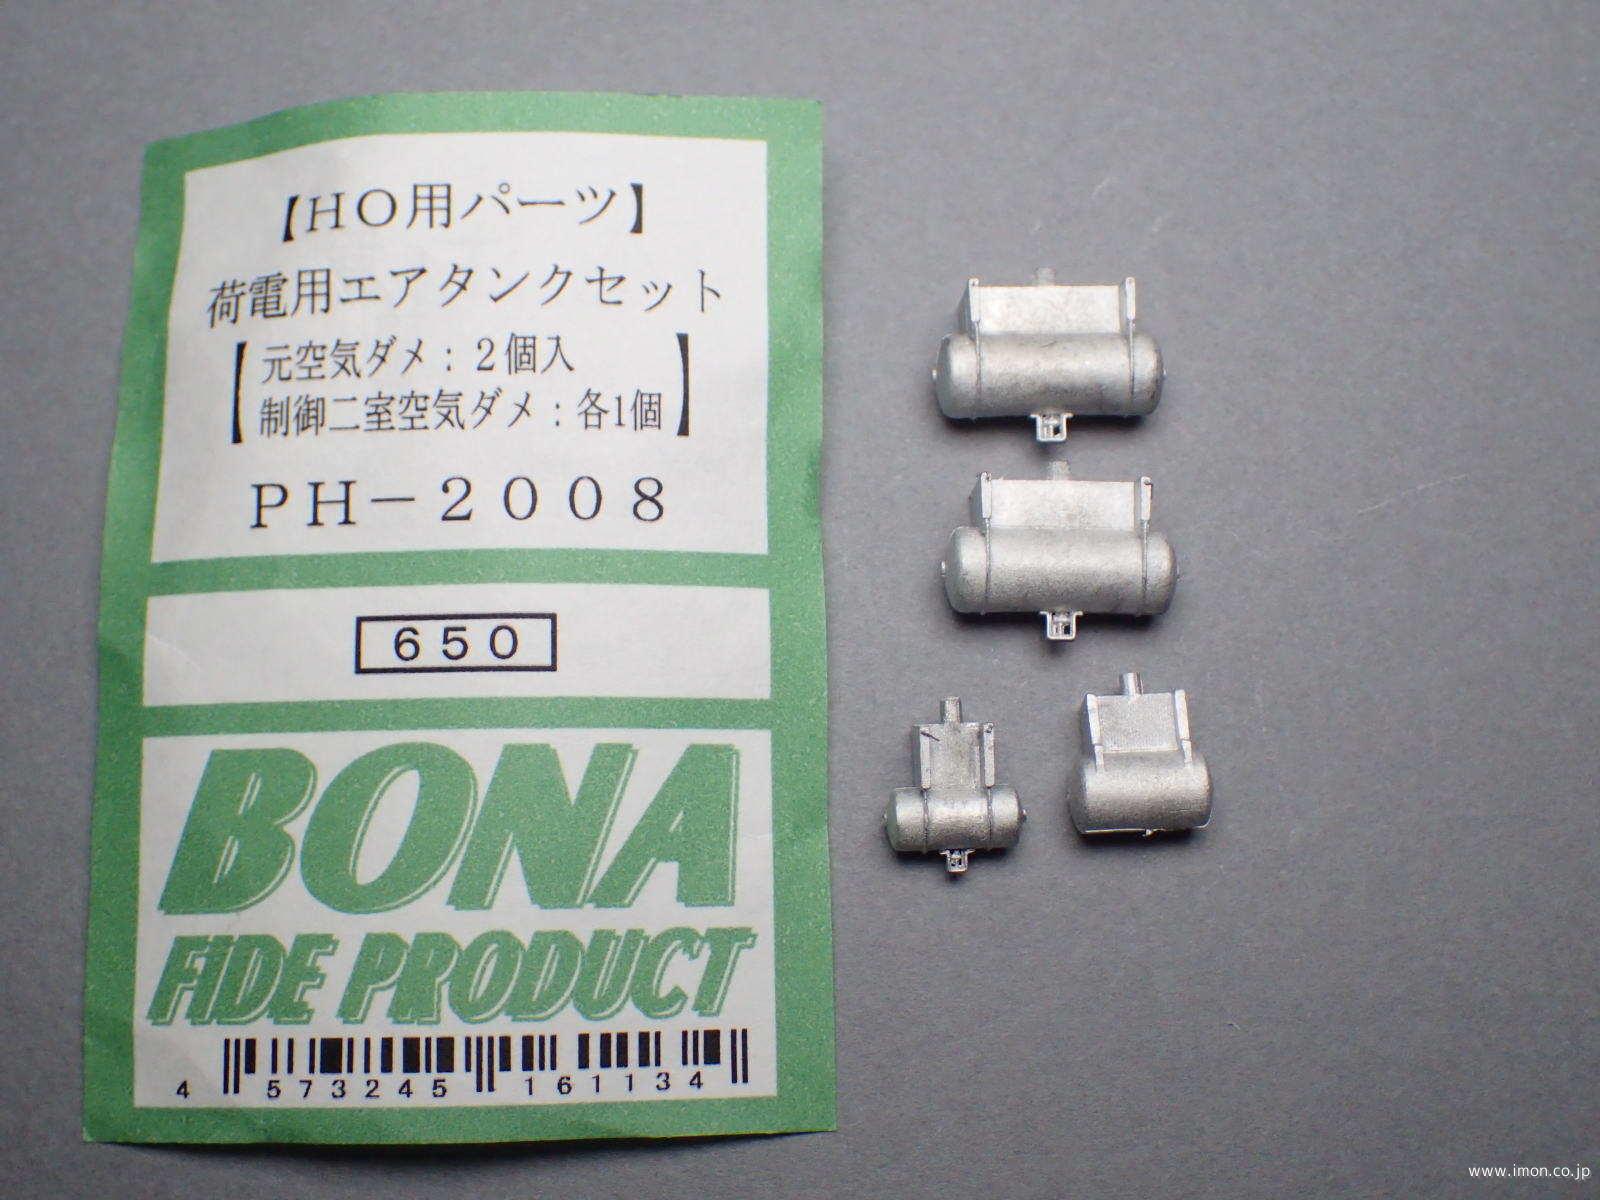 【ＨＯ用パーツ】
荷電用エアタンクセット
【元空気ダメ：２個入
制御二室空気ダメ：各1個】
ＰＨ－２００８
６５０
BONA
FIDE PRODUCT
4 573245 161134
www.imon.co.jp